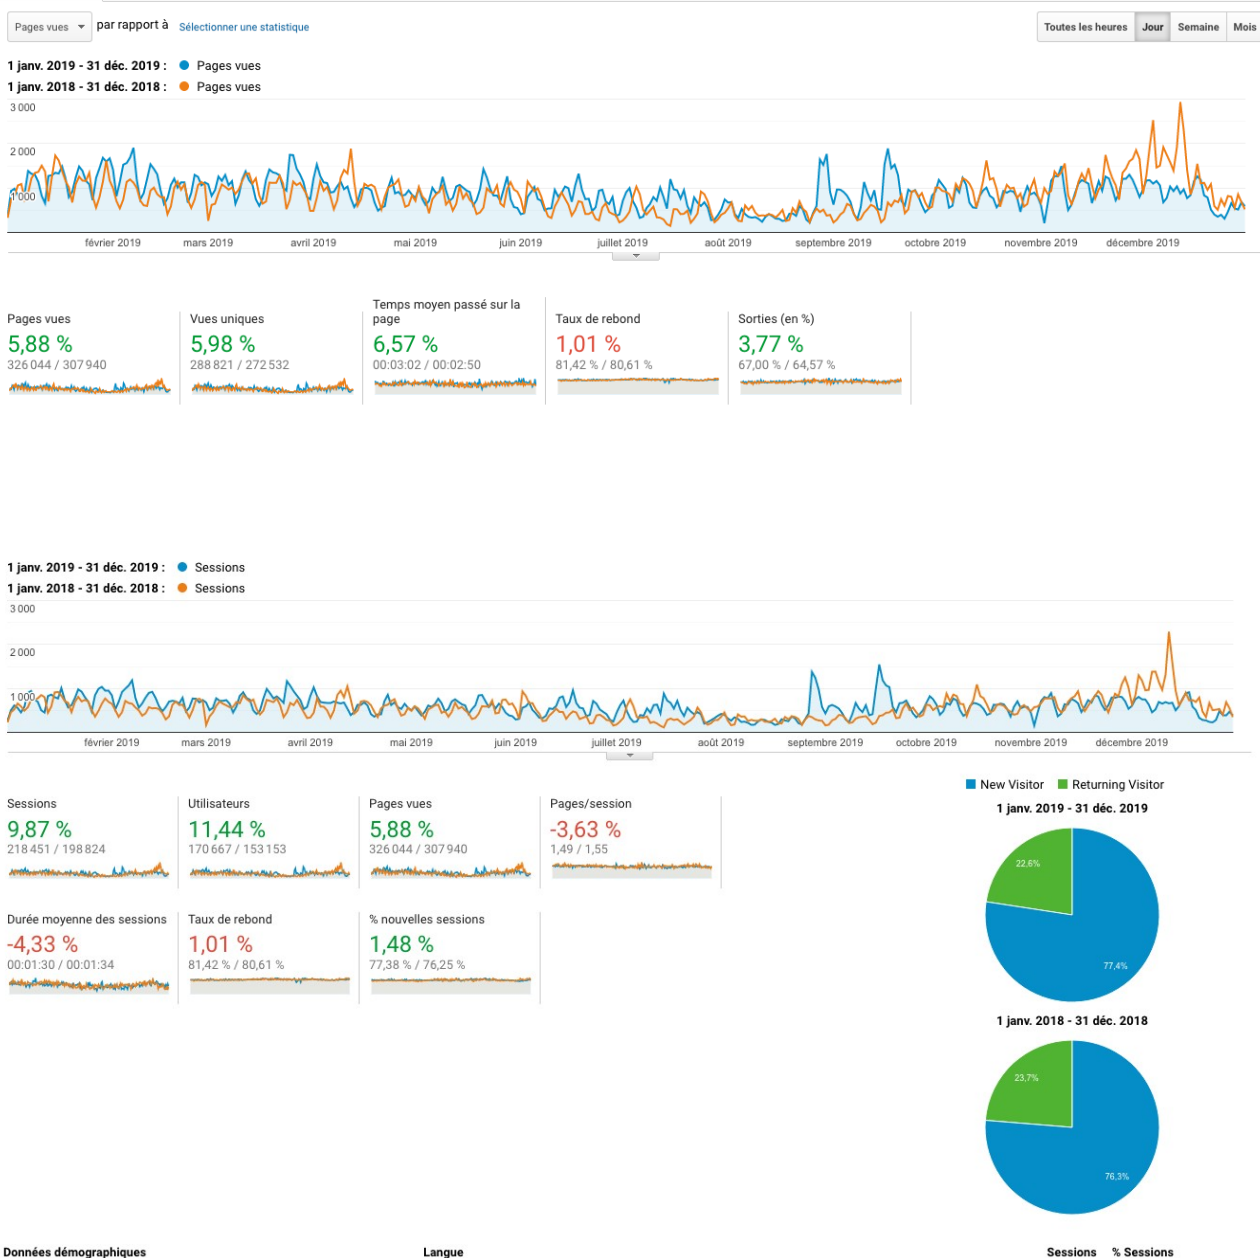 Pages vues par rapport à Sélectionner une statistique
Toutes les heures Jour Semaine Mois
1 janv. 2019 - 31 déc. 2019 : Pages vues
1 janv. 2018 - 31 déc. 2018 : Pages vues
3 000
2 000
1 000
février 2019 mars 2019 avril 2019 mai 2019 juin 2019 juillet 2019 août 2019 septembre 2019 octobre 2019 novembre 2019 décembre 2019
Pages vues
5,88 %
326 044 / 307 940
Vues uniques
5,98 %
288 821 / 272 532
Temps moyen passé sur la
page
6,57 %
00:03:02 / 00:02:50
Taux de rebond
1,01 %
81,42 % / 80,61 %
Sorties (en %)
3,77 %
67,00 % / 64,57 %
1 janv. 2019 - 31 déc. 2019 : Sessions
1 janv. 2018 - 31 déc. 2018 : Sessions
3 000
2 000
1 000
février 2019 mars 2019 avril 2019 mai 2019 juin 2019 juillet 2019 août 2019 septembre 2019 octobre 2019 novembre 2019 décembre 2019
Sessions
9,87 %
218 451 / 198 824
Utilisateurs
11,44 %
170 667 / 153 153
Pages vues
5,88 %
326 044 / 307 940
Pages/session
-3,63 %
1,49 / 1,55
Durée moyenne des sessions
-4,33 %
00:01:30 / 00:01:34
Taux de rebond
1,01 %
81,42 % / 80,61 %
% nouvelles sessions
1,48 %
77,38 % / 76,25 %
New Visitor Returning Visitor
1 janv. 2019 - 31 déc. 2019
22,6%
77,4%
1 janv. 2018 - 31 déc. 2018
23,7%
76,3%
Données démographiques Langue Sessions % Sessions